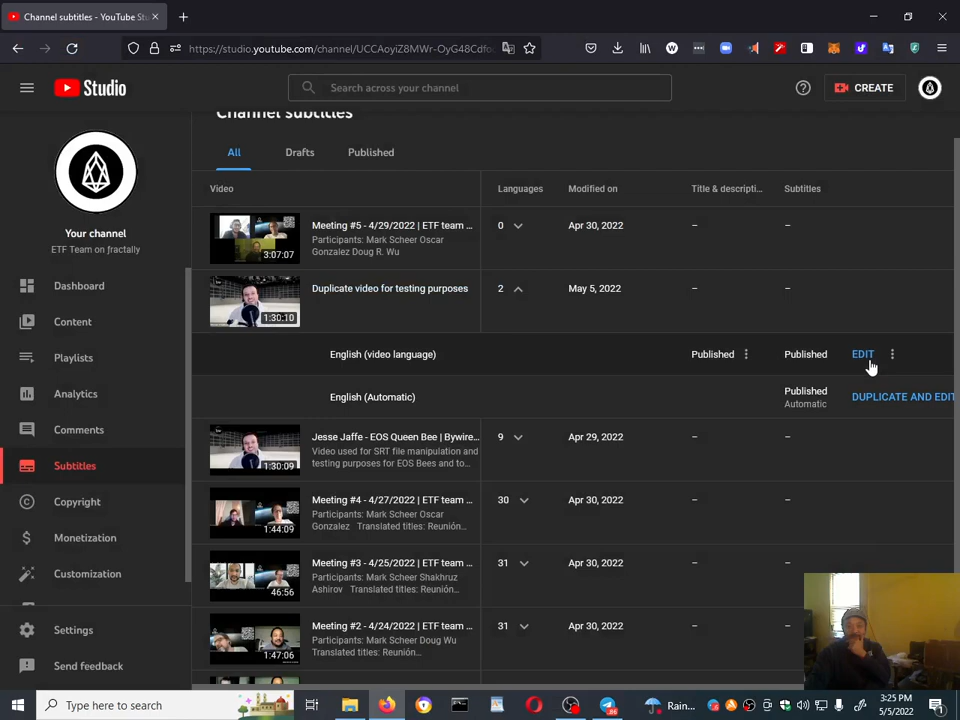 Channel subtitles - YouTube Stu
https://studio.youtube.com/channel/UCCAoyiZ8MWr-OyG48Cdfo
Studio
Search across your channel
CREATE
Channel subtitles
All
Drafts
Published
Video
Languages
Modified on
Title & descripti...
Subtitles
Your channel
ETF Team on fractally
Dashboard
Content
Playlists
Analytics
Comments
Subtitles
Copyright
Monetization
Customization
Settings
Send feedback
Meeting #5 - 4/29/2022 | ETF team ...
Participants: Mark Scheer Oscar
Gonzalez Doug R. Wu
3:07:07
0
Apr 30, 2022
–
–
Duplicate video for testing purposes
1:30:10
2
May 5, 2022
–
–
English (video language)
Published
Published
EDIT
English (Automatic)
Published
Automatic
DUPLICATE AND EDIT
Jesse Jaffe - EOS Queen Bee | Bywire...
Video used for SRT file manipulation and
testing purposes for EOS Bees and to...
1:30:09
9
Apr 29, 2022
–
–
Meeting #4 - 4/27/2022 | ETF team ...
Participants: Mark Scheer Oscar
Gonzalez Translated titles: Reunión...
1:44:09
30
Apr 30, 2022
–
–
Meeting #3 - 4/25/2022 | ETF team ...
Participants: Mark Scheer Shakhruz
Ashirov Translated titles: Reunión...
46:56
31
Apr 30, 2022
–
–
Meeting #2 - 4/24/2022 | ETF team ...
Participants: Mark Scheer Doug Wu
Translated titles: Reunión...
1:47:06
31
Apr 30, 2022
–
Type here to search
Rain...
3:25 PM
5/5/2022